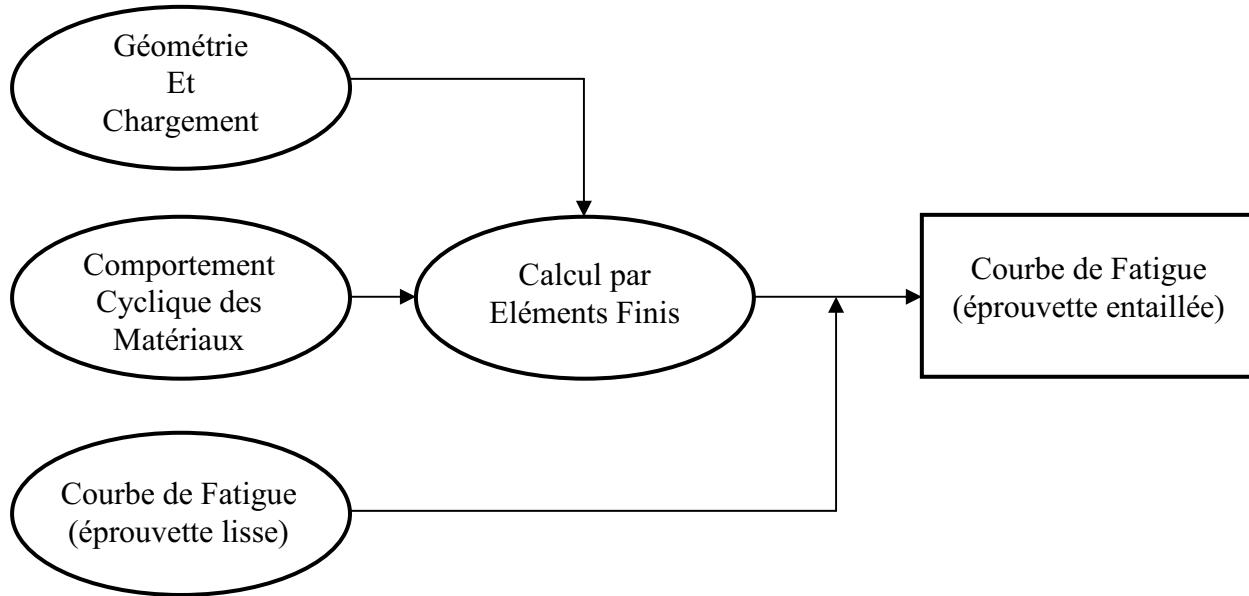 Géométrie
Et
Chargement
Comportement
Cyclique des
Matériaux
Calcul par
Eléments Finis
Courbe de Fatigue
(éprouvette entaillée)
Courbe de Fatigue
(éprouvette lisse)